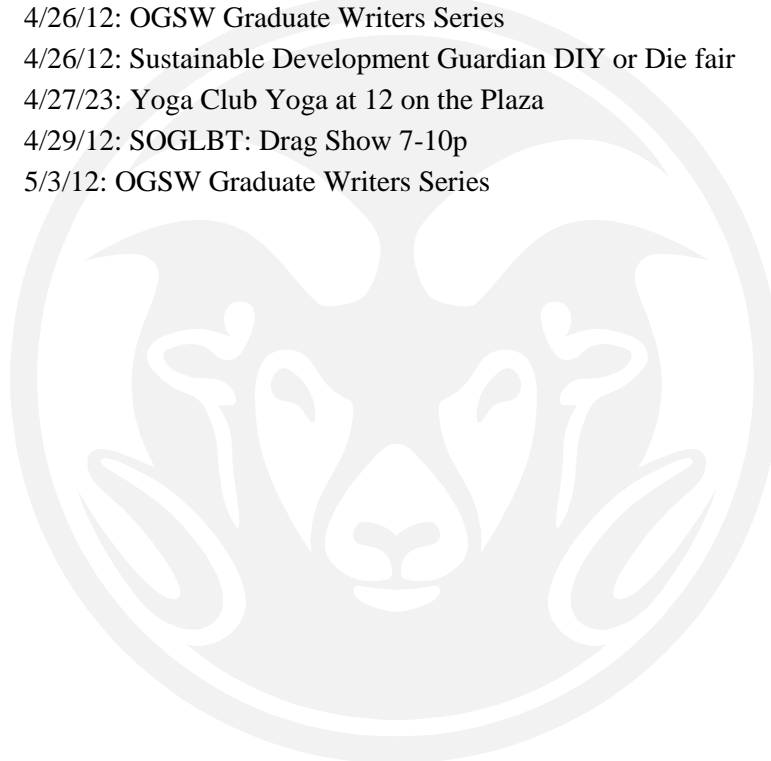 4/26/12: OGSW Graduate Writers Series
4/26/12: Sustainable Development Guardian DIY or Die fair
4/27/23: Yoga Club Yoga at 12 on the Plaza
4/29/12: SOGLBT: Drag Show 7-10p
5/3/12: OGSW Graduate Writers Series